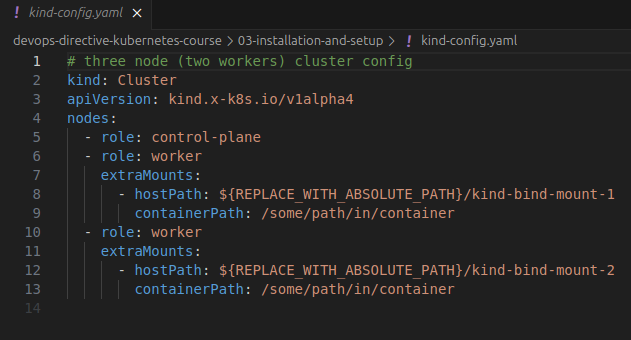 ! kind-config.yaml ×
devops-directive-kubernetes-course > 03-installation-and-setup > ! kind-config.yaml
1 # three node (two workers) cluster config
2 kind: Cluster
3 apiVersion: kind.x-k8s.io/v1alpha4
4 nodes:
5   - role: control-plane
6   - role: worker
7     extraMounts:
8       - hostPath: ${REPLACE_WITH_ABSOLUTE_PATH}/kind-bind-mount-1
9         containerPath: /some/path/in/container
10   - role: worker
11     extraMounts:
12       - hostPath: ${REPLACE_WITH_ABSOLUTE_PATH}/kind-bind-mount-2
13         containerPath: /some/path/in/container
14